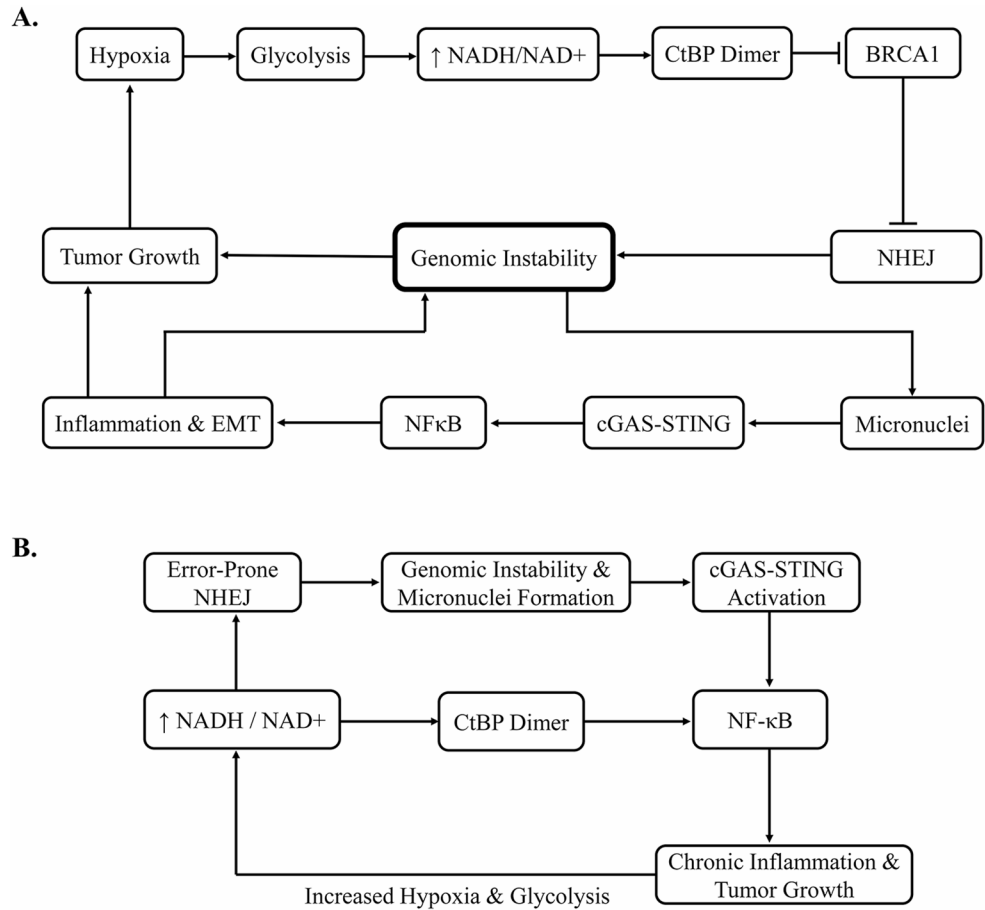 A.
Hypoxia
Glycolysis
↑ NADH/NAD+
CtBP Dimer
BRCA1
Tumor Growth
Genomic Instability
NHEJ
Inflammation & EMT
NFκB
cGAS-STING
Micronuclei
B.
Error-Prone
NHEJ
Genomic Instability &
Micronuclei Formation
cGAS-STING
Activation
↑ NADH / NAD+
CtBP Dimer
NF-κB
Chronic Inflammation &
Tumor Growth
Increased Hypoxia & Glycolysis